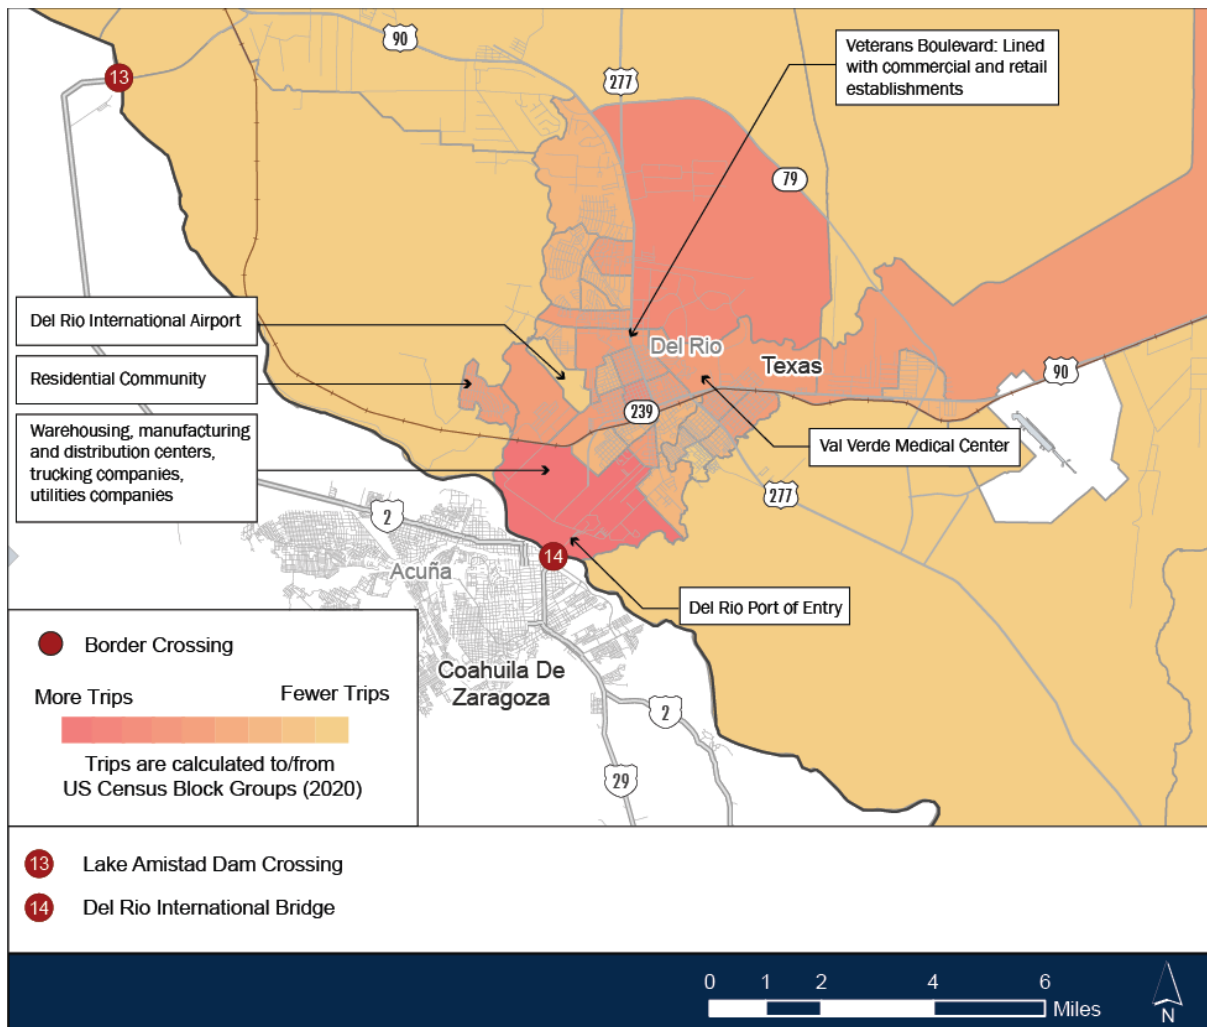 13
90
277
Veterans Boulevard: Lined
with commercial and retail
establishments
79
Del Rio International Airport
Del Rio
Texas
Residential Community
90
239
Warehousing, manufacturing
and distribution centers,
trucking companies,
utilities companies
Val Verde Medical Center
277
2
14
Acuña
Del Rio Port of Entry
Border Crossing
Coahuila De
Zaragoza
More Trips
Fewer Trips
2
Trips are calculated to/from
US Census Block Groups (2020)
29
13 Lake Amistad Dam Crossing
14 Del Rio International Bridge
0 1 2 4 6
Miles
N